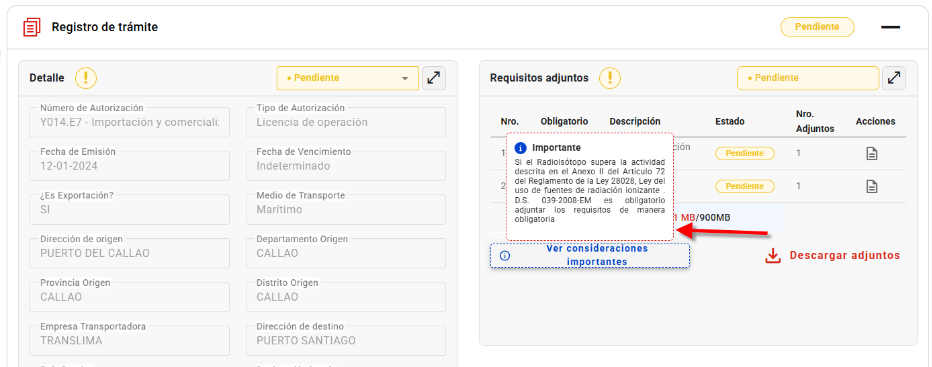 Registro de trámite
Pendiente
Detalle
Pendiente
Número de Autorización
Tipo de Autorización
Y014.E7 - Importación y comerciali
Licencia de operación
Fecha de Emisión
Fecha de Vencimiento
12-01-2024
Indeterminado
¿Es Exportación?
Medio de Transporte
SI
Marítimo
Dirección de origen
Departamento Origen
PUERTO DEL CALLAO
CALLAO
Provincia Origen
Distrito Origen
CALLAO
CALLAO
Empresa Transportadora
Dirección de destino
TRANSLIMA
PUERTO SANTIAGO
Requisitos adjuntos
Pendiente
Nro. Obligatorio Descripción Estado Nro. Adjuntos Acciones
1 ción Pendiente 1
2 Pendiente 1
Importante
Si el Radioisótopo supera la actividad
descrita en el Anexo II del Artículo 72
del Reglamento de la Ley 28028, Ley del
uso de fuentes de radiación ionizante .
D.S. 039-2008-EM es obligatorio
adjuntar los requisitos de manera
obligatoria
1 MB/900MB
Ver consideraciones
importantes
Descargar adjuntos